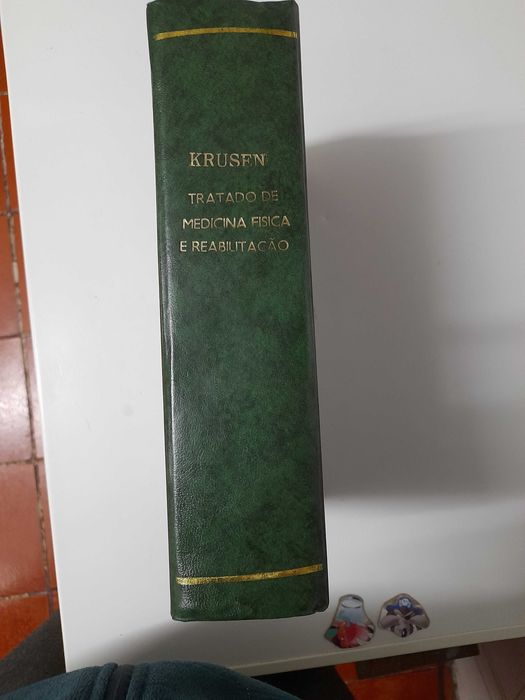 KRUSEN
TRATADO DE
MEDICINA FISICA
E REABILITAÇÃO